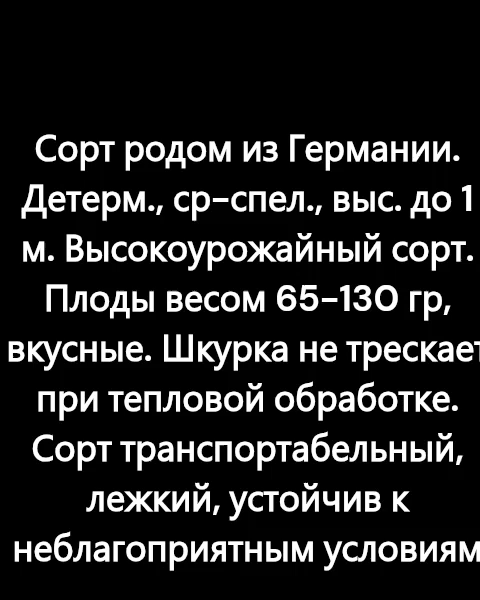 Сорт родом из Германии.
Детерм., ср-спел., выс. до 1
м. Высокоурожайный сорт.
Плоды весом 65-130 гр,
вкусные. Шкурка не трескает
при тепловой обработке.
Сорт транспортабельный,
лежкий, устойчив к
неблагоприятным условиям